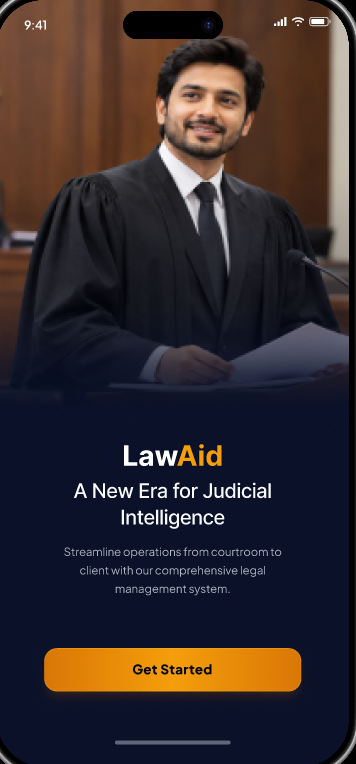 9:41
LawAid
A New Era for Judicial
Intelligence
Streamline operations from courtroom to
client with our comprehensive legal
management system.
Get Started